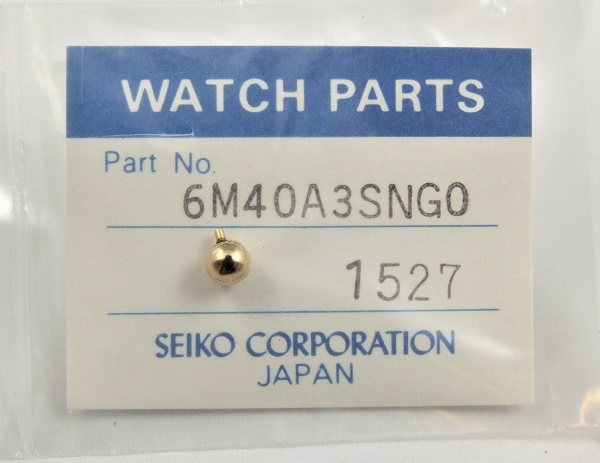 WATCH PARTS
Part No.
6M40A3SNG0
1527
SEIKO CORPORATION
JAPAN